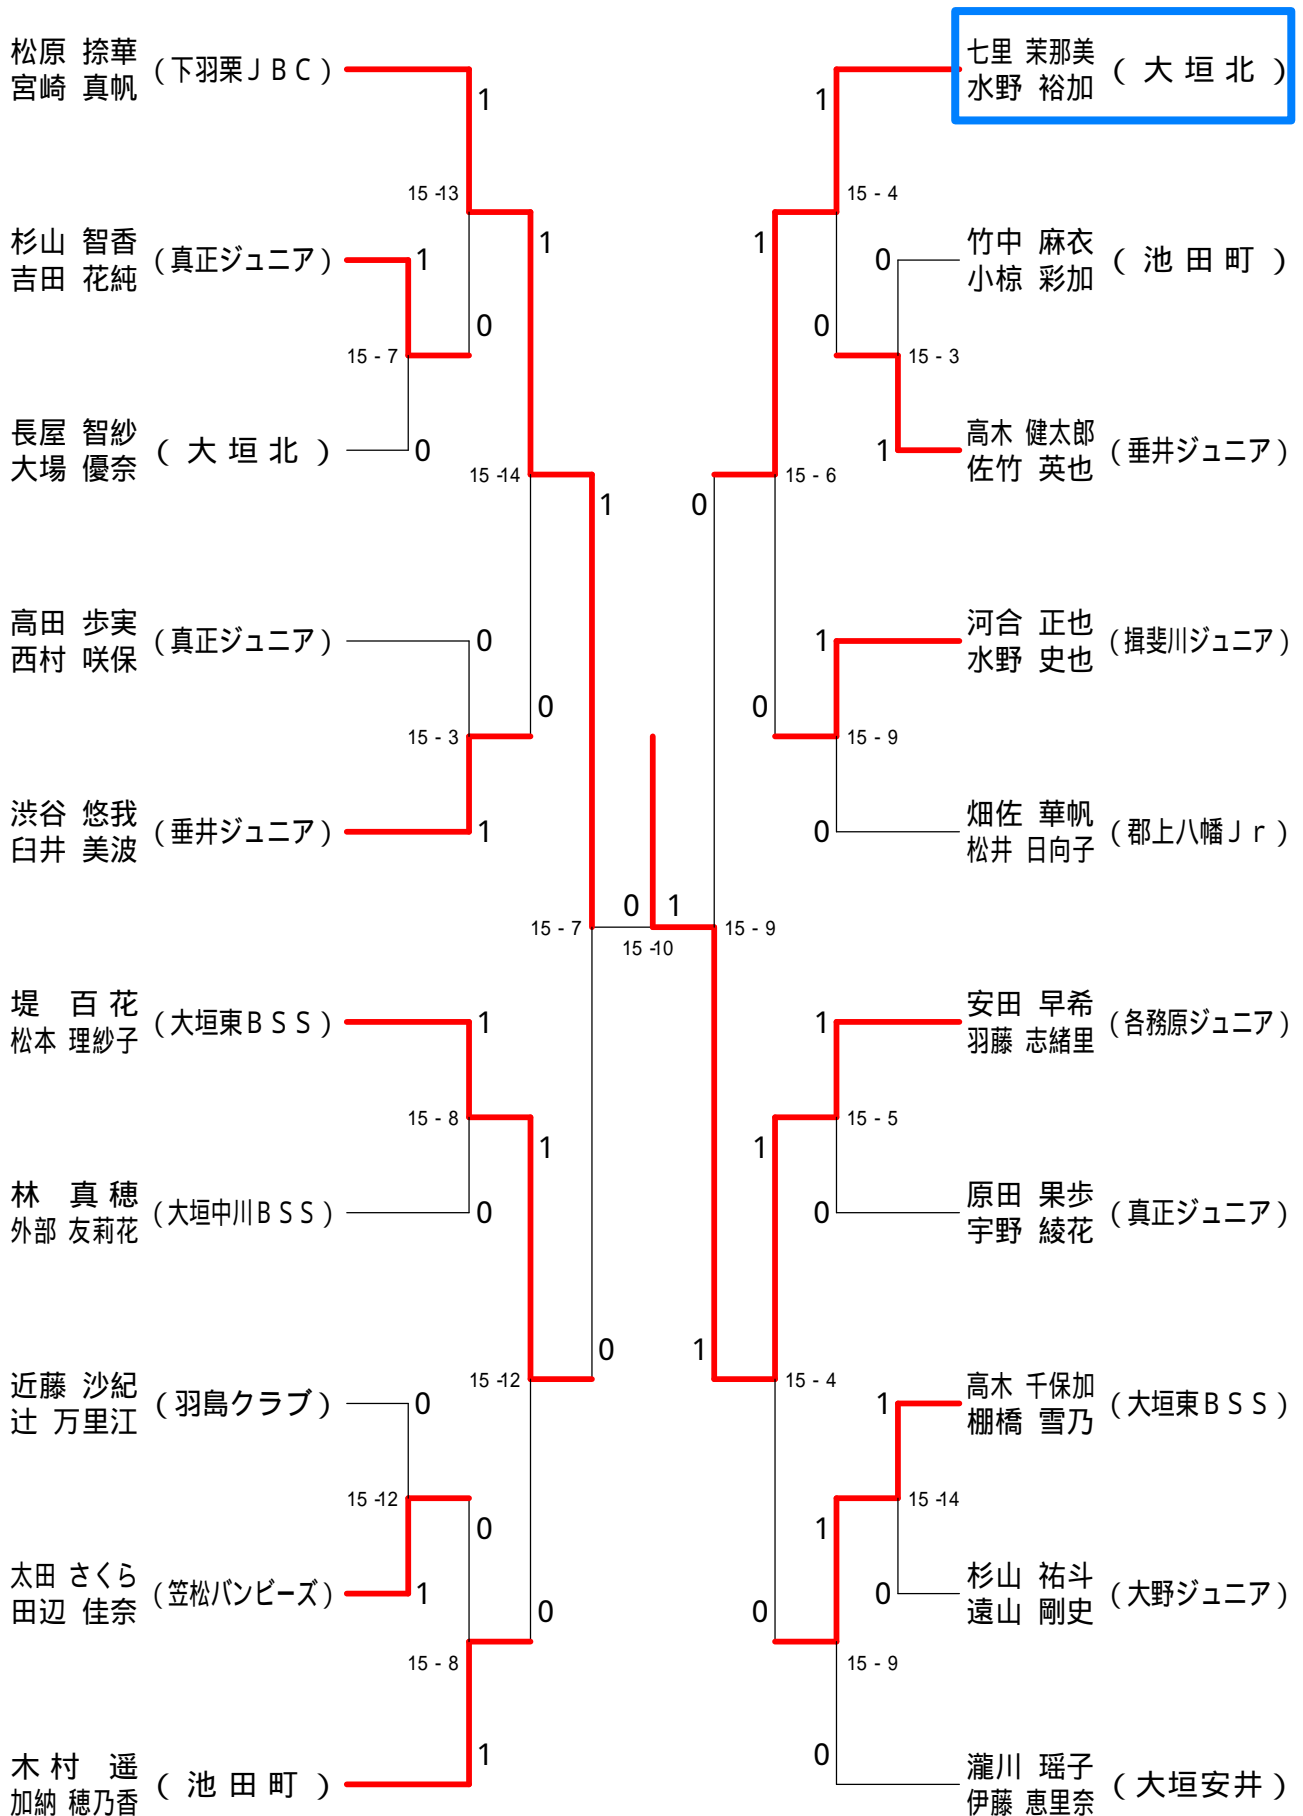 松原 捺華
宮崎 真帆
(下羽栗ＪＢＣ)
1
15 -13
杉山 智香
吉田 花純
(真正ジュニア)
1
1
0
15 - 7
長屋 智紗
大場 優奈
(大垣北)
0
15 -14
1
高田 歩実
西村 咲保
(真正ジュニア)
0
0
15 - 3
渋谷 悠我
臼井 美波
(垂井ジュニア)
1
15 - 7
0
1
15 -10
堤 百花
松本 理紗子
(大垣東ＢＳＳ)
1
15 - 8
1
林 真穂
外部 友莉花
(大垣中川ＢＳＳ)
0
0
15 -12
近藤 沙紀
辻 万里江
(羽島クラブ)
0
15 -12
0
太田 さくら
田辺 佳奈
(笠松バンビーズ)
1
0
15 - 8
木村 遥
加納 穂乃香
(池田町)
1
七里 茉那美
水野 裕加
(大垣北)
1
15 - 4
竹中 麻衣
小椋 彩加
(池田町)
0
1
0
15 - 3
高木 健太郎
佐竹 英也
(垂井ジュニア)
1
15 - 6
0
河合 正也
水野 史也
(揖斐川ジュニア)
1
0
15 - 9
畑佐 華帆
松井 日向子
(郡上八幡Ｊｒ)
0
15 - 9
安田 早希
羽藤 志緒里
(各務原ジュニア)
1
15 - 5
1
原田 果歩
宇野 綾花
(真正ジュニア)
0
1
15 - 4
高木 千保加
棚橋 雪乃
(大垣東ＢＳＳ)
1
15 -14
1
杉山 祐斗
遠山 剛史
(大野ジュニア)
0
0
15 - 9
瀧川 瑶子
伊藤 恵里奈
(大垣安井)
0